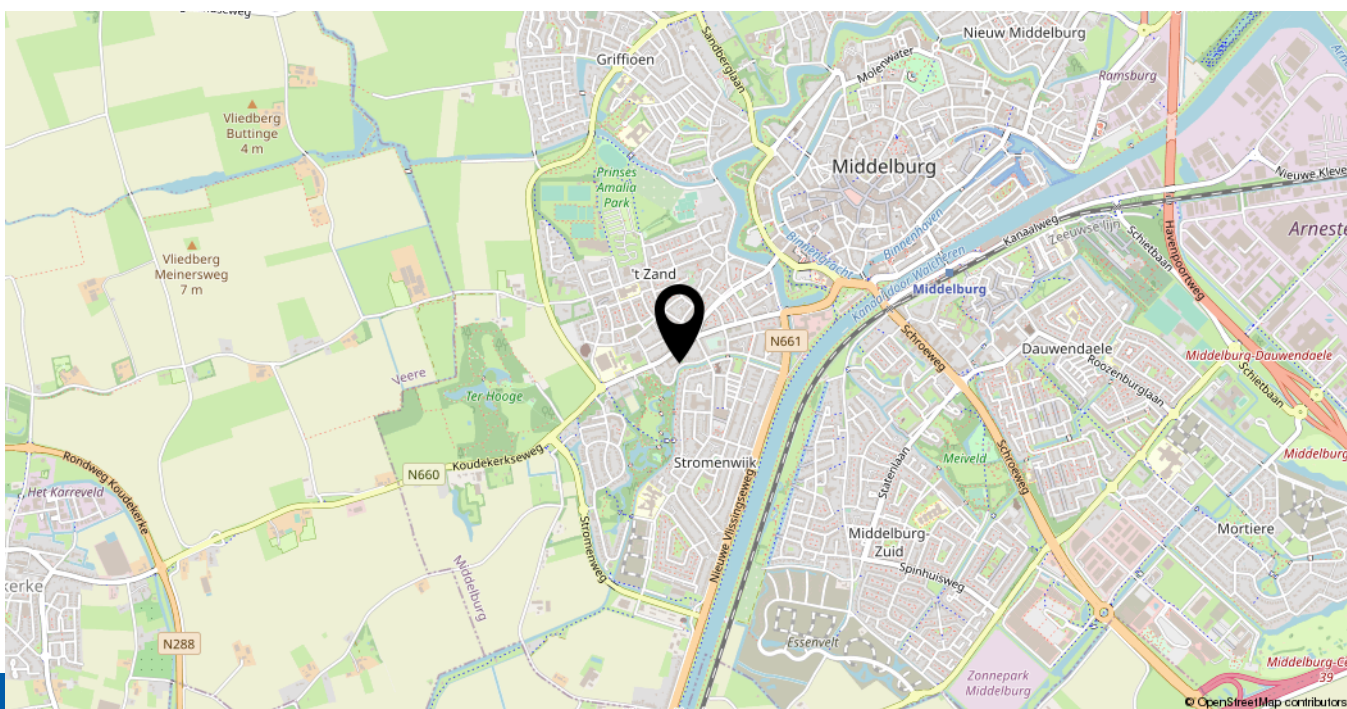 Nieuw Middelburg
Griffioen
Sandberglaan
Molenwater
Ramsburg
Vliedberg
Buttinge
4 m
Prinses
Amalia
Park
Middelburg
Nieuwe Kleve
Kanaalweg
Zeeuwse lijn
Schietbaan
Havenpoortweg
Arneste
Binnenhaven
Binnengracht
Kanaal door Walcheren
Vliedberg
Meinersweg
7 m
't Zand
Middelburg
N661
Schroeweg
Dauwendaele
Roozenburglaan
Middelburg-Dauwendaele
Schietbaan
Veere
Ter Hooge
Koudekerkseweg
N660
Stromenwijk
Statenlaan
Meiveld
Schroeweg
Middelburg
Rondweg Koudekerke
Het Karreveld
Stromenweg
Nieuwe Vlissingseweg
Middelburg-
Zuid
Spinhuisweg
Mortiere
kerke
Middelburg
N288
Essenvelt
Zonnepark
Middelburg
Middelburg-Ce
39
© OpenStreetMap contributors